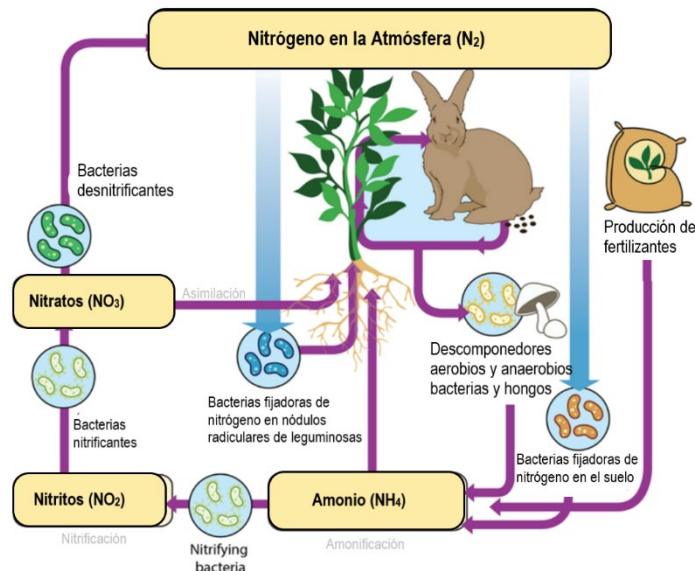 Nitrógeno en la Atmósfera (N₂)
Bacterias
desnitrificantes
Producción de
fertilizantes
Nitratos (NO₃)
Asimilación
Descomponedores
aerobios y anaerobios
bacterias y hongos
Bacterias fijadoras de
nitrógeno en nódulos
radiculares de leguminosas
Bacterias
nitrificantes
Bacterias fijadoras de
nitrógeno en el suelo
Nitritos (NO₂)
Amonio (NH₄)
Nitrificación
Nitrifying
bacteria
Amonificación